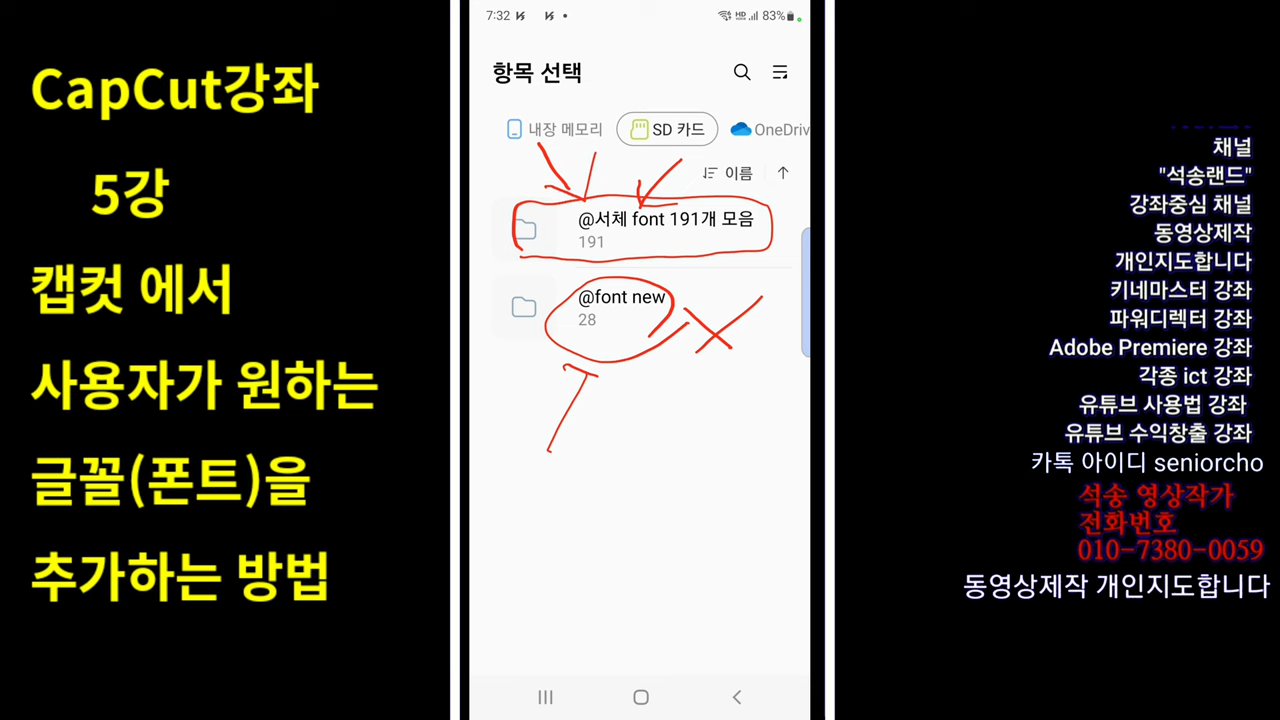 CapCut강좌
5강
캡컷 에서
사용자가 원하는
글꼴(폰트)을
추가하는 방법
7:32
HD 83%
항목 선택
내장 메모리
SD 카드
OneDriv
이름
@서체 font 191개 모음
191
@font new
28
채널
"석송랜드"
강좌중심 채널
동영상제작
개인지도합니다
키네마스터 강좌
파워디렉터 강좌
Adobe Premiere 강좌
각종 ict 강좌
유튜브 사용법 강좌
유튜브 수익창출 강좌
카톡 아이디 seniorcho
석송 영상작가
전화번호
010-7380-0059
동영상제작 개인지도합니다